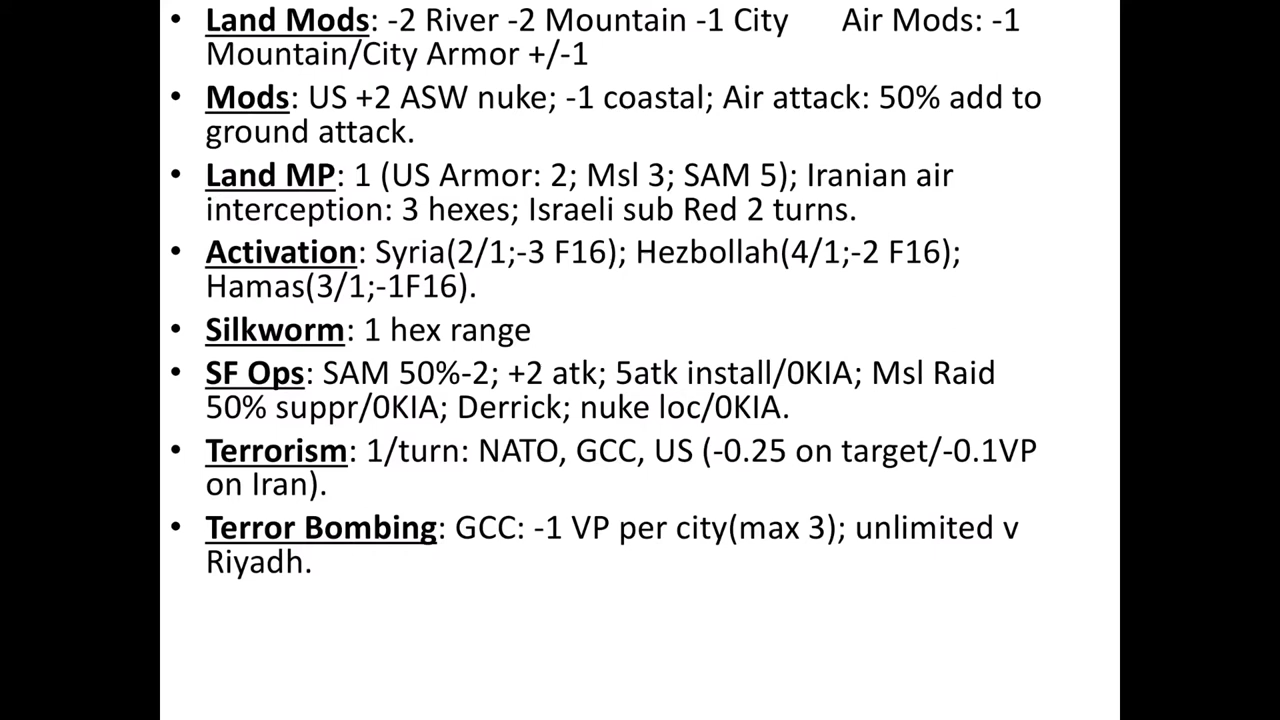 • Land Mods: -2 River -2 Mountain -1 City Air Mods: -1
Mountain/City Armor +/-1
• Mods: US +2 ASW nuke; -1 coastal; Air attack: 50% add to
ground attack.
• Land MP: 1 (US Armor: 2; Msl 3; SAM 5); Iranian air
interception: 3 hexes; Israeli sub Red 2 turns.
• Activation: Syria(2/1;-3 F16); Hezbollah(4/1;-2 F16);
Hamas(3/1;-1F16).
• Silkworm: 1 hex range
• SF Ops: SAM 50%-2; +2 atk; 5atk install/0KIA; Msl Raid
50% suppr/0KIA; Derrick; nuke loc/0KIA.
• Terrorism: 1/turn: NATO, GCC, US (-0.25 on target/-0.1VP
on Iran).
• Terror Bombing: GCC: -1 VP per city(max 3); unlimited v
Riyadh.